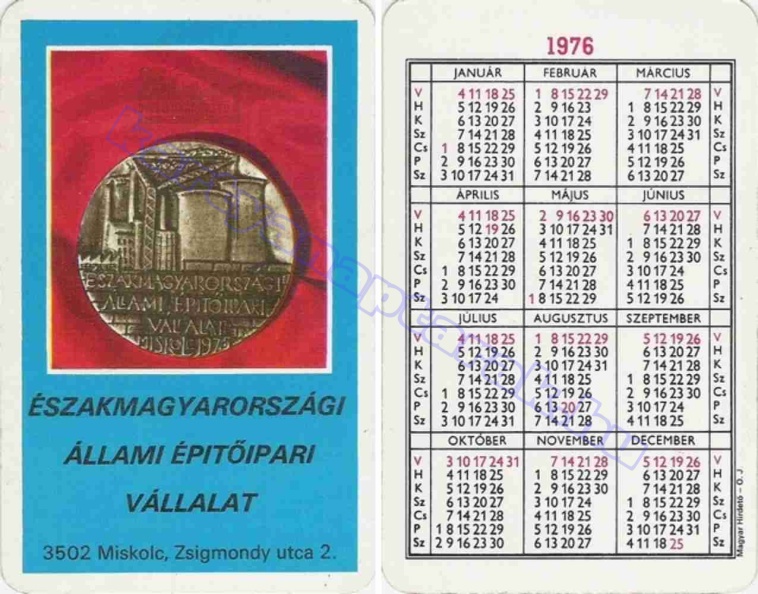 ÉSZAKMAGYARORSZÁGI
ÁLLAMI ÉPITŐIPARI
VÁLLALAT
MISKOLC 1975
ÉSZAKMAGYARORSZÁGI
ÁLLAMI ÉPITŐIPARI
VÁLLALAT
3502 Miskolc, Zsigmondy utca 2.
1976
JANUÁR FEBRUÁR MÁRCIUS
V 4 11 18 25 1 8 15 22 29 7 14 21 28 V
H 5 12 19 26 2 9 16 23 1 8 15 22 29 H
K 6 13 20 27 3 10 17 24 2 9 16 23 30 K
Sz 7 14 21 28 4 11 18 25 3 10 17 24 31 Sz
Cs 1 8 15 22 29 5 12 19 26 4 11 18 25 Cs
P 2 9 16 23 30 6 13 20 27 5 12 19 26 P
Sz 3 10 17 24 31 7 14 21 28 6 13 20 27 Sz
ÁPRILIS MÁJUS JÚNIUS
V 4 11 18 25 2 9 16 23 30 6 13 20 27 V
H 5 12 19 26 3 10 17 24 31 7 14 21 28 H
K 6 13 20 27 4 11 18 25 1 8 15 22 29 K
Sz 7 14 21 28 5 12 19 26 2 9 16 23 30 Sz
Cs 1 8 15 22 29 6 13 20 27 3 10 17 24 Cs
P 2 9 16 23 30 7 14 21 28 4 11 18 25 P
Sz 3 10 17 24 1 8 15 22 29 5 12 19 26 Sz
JÚLIUS AUGUSZTUS SZEPTEMBER
V 4 11 18 25 1 8 15 22 29 5 12 19 26 V
H 5 12 19 26 2 9 16 23 30 6 13 20 27 H
K 6 13 20 27 3 10 17 24 31 7 14 21 28 K
Sz 7 14 21 28 4 11 18 25 1 8 15 22 29 Sz
Cs 1 8 15 22 29 5 12 19 26 2 9 16 23 30 Cs
P 2 9 16 23 30 6 13 20 27 3 10 17 24 P
Sz 3 10 17 24 31 7 14 21 28 4 11 18 25 Sz
OKTÓBER NOVEMBER DECEMBER
V 3 10 17 24 31 7 14 21 28 5 12 19 26 V
H 4 11 18 25 1 8 15 22 29 6 13 20 27 H
K 5 12 19 26 2 9 16 23 30 7 14 21 28 K
Sz 6 13 20 27 3 10 17 24 1 8 15 22 29 Sz
Cs 7 14 21 28 4 11 18 25 2 9 16 23 30 Cs
P 1 8 15 22 29 5 12 19 26 3 10 17 24 31 P
Sz 2 9 16 23 30 6 13 20 27 4 11 18 25 Sz
Magyar Hirdető – O. J.